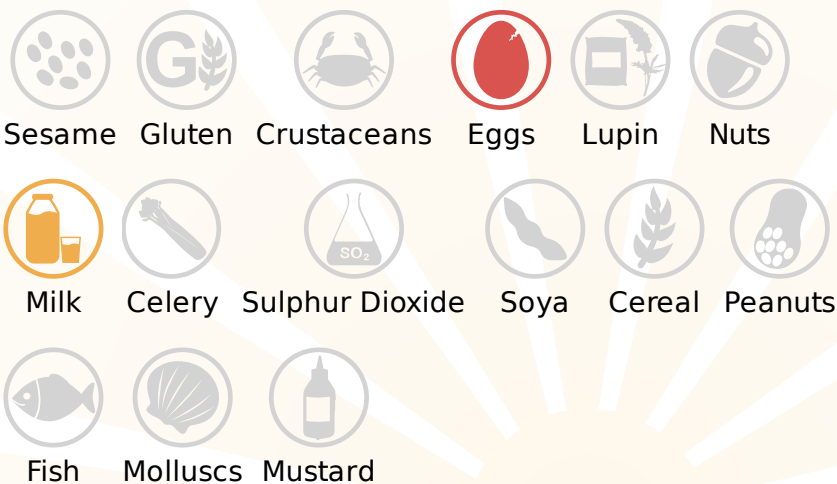 G
Sesame Gluten Crustaceans Eggs Lupin Nuts
SO₂
Milk Celery Sulphur Dioxide Soya Cereal Peanuts
Fish Molluscs Mustard